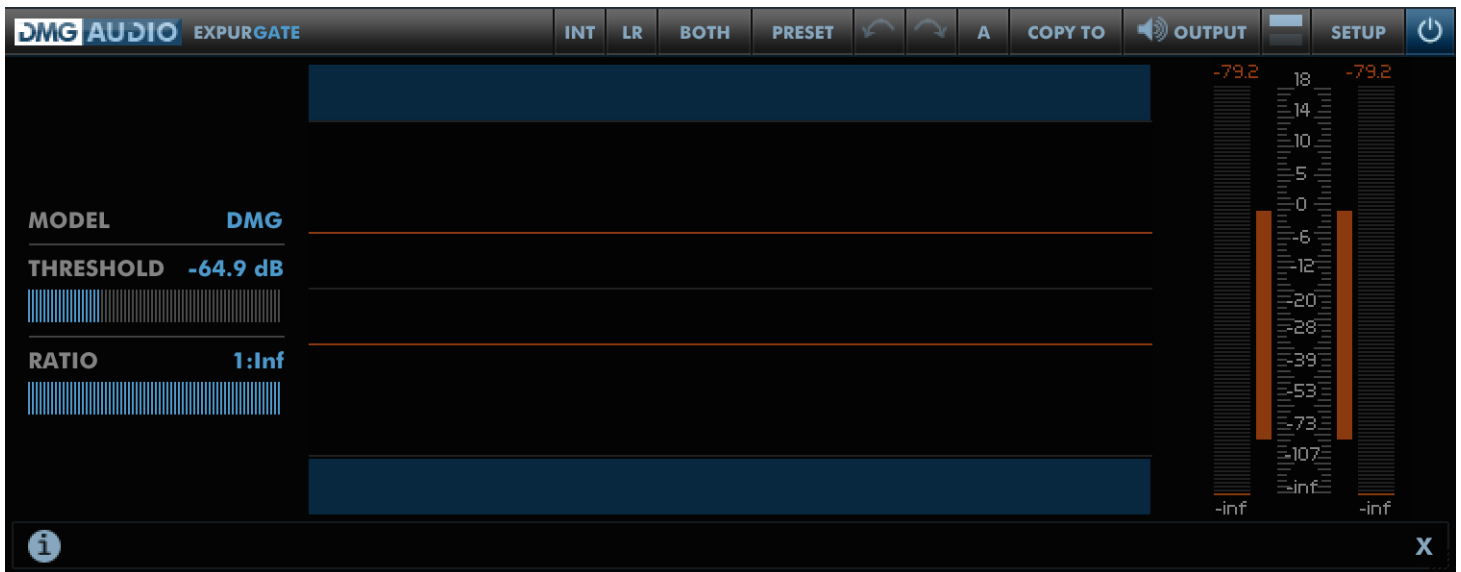 DMG AUDIO EXPURGATE INT LR BOTH PRESET A COPY TO OUTPUT SETUP
-79.2 18 -79.2
14
10
5
0
-6
-12
-20
-28
-39
-53
-73
-107
-inf
-inf -inf
MODEL DMG
THRESHOLD -64.9 dB
RATIO 1:Inf
i X